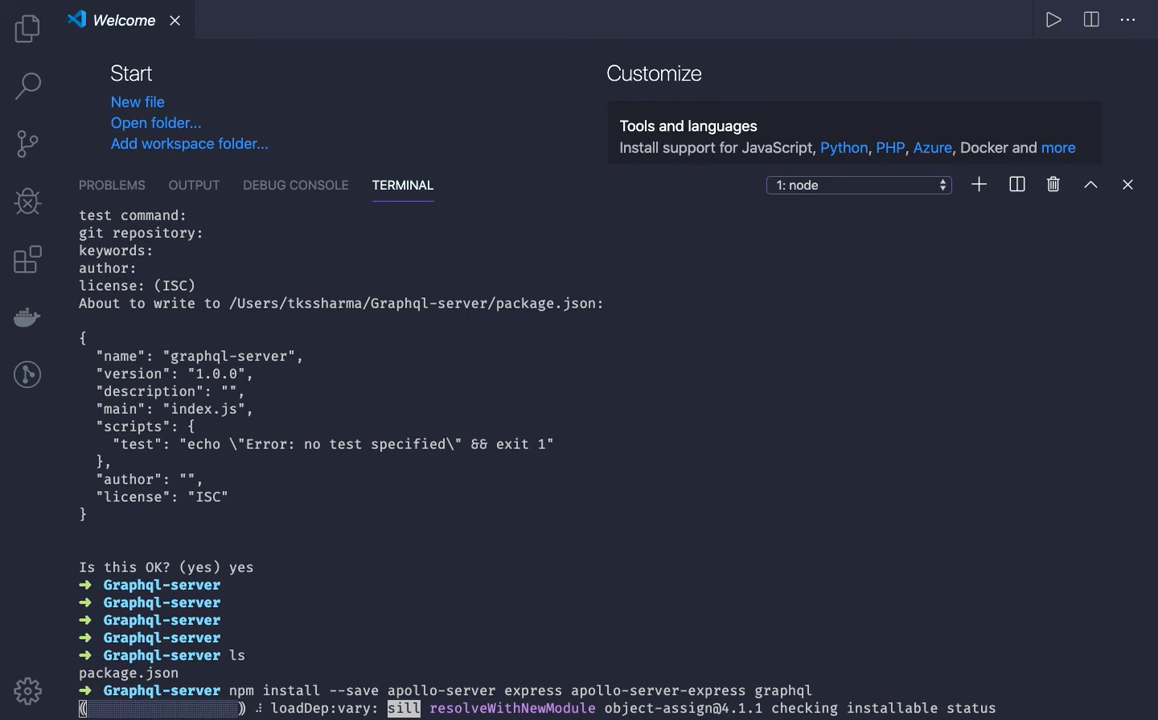 Welcome
Start
Customize
New file
Open folder...
Add workspace folder...
Tools and languages
Install support for JavaScript, Python, PHP, Azure, Docker and more
PROBLEMS OUTPUT DEBUG CONSOLE TERMINAL 1: node
test command:
git repository:
keywords:
author:
license: (ISC)
About to write to /Users/tkssharma/Graphql-server/package.json:
{
"name": "graphql-server",
"version": "1.0.0",
"description": "",
"main": "index.js",
"scripts": {
"test": "echo \"Error: no test specified\" && exit 1"
},
"author": "",
"license": "ISC"
}
Is this OK? (yes) yes
➜ Graphql-server
➜ Graphql-server
➜ Graphql-server
➜ Graphql-server
➜ Graphql-server ls
package.json
➜ Graphql-server npm install --save apollo-server express apollo-server-express graphql
(░░░░░░░░░░░░░░░░░░) ⠼ loadDep:vary: sill resolveWithNewModule object-assign@4.1.1 checking installable status